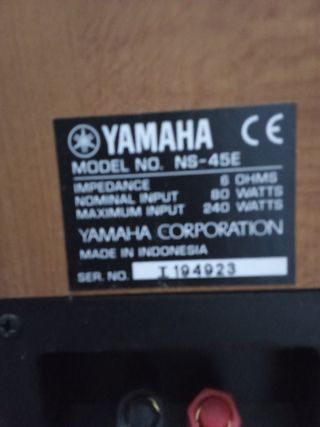 YAMAHA CE
MODEL NO. NS-45E
IMPEDANCE 6 OHMS
NOMINAL INPUT 80 WATTS
MAXIMUM INPUT 240 WATTS
YAMAHA CORPORATION
MADE IN INDONESIA
SER. NO. I194923